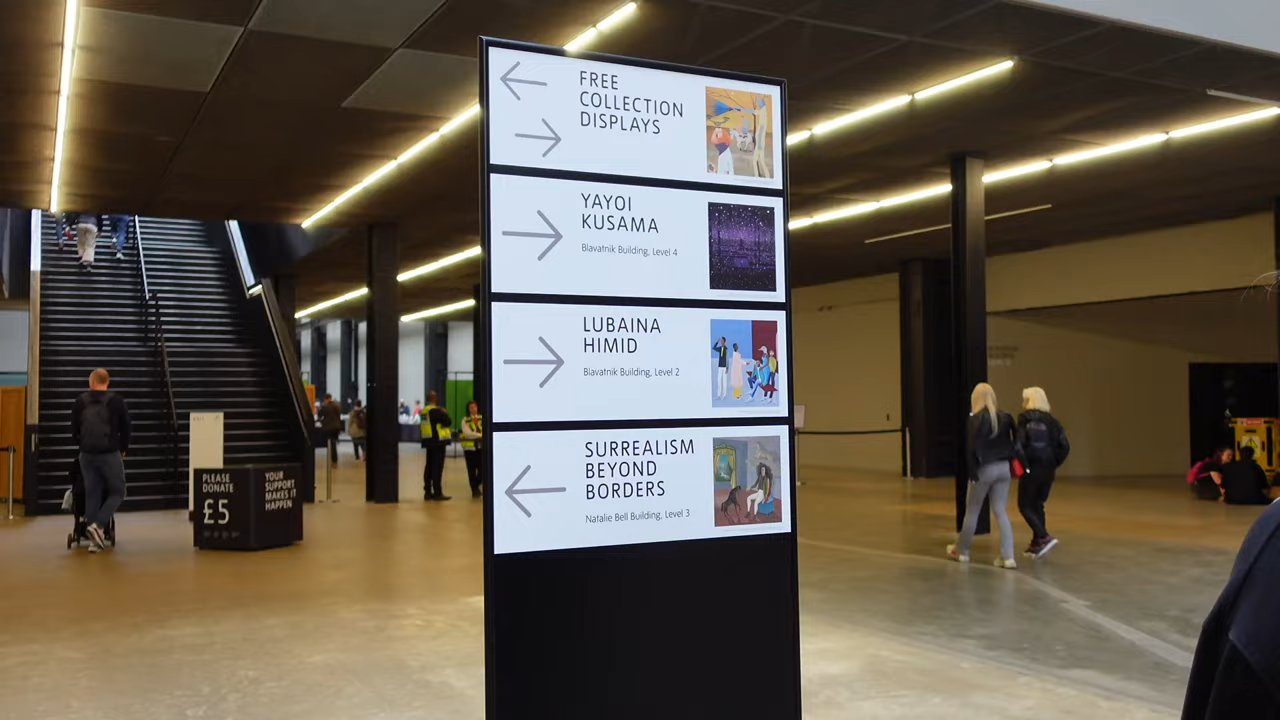 FREE
COLLECTION
DISPLAYS
YAYOI
KUSAMA
Blavatnik Building, Level 4
LUBAINA
HIMID
Blavatnik Building, Level 2
SURREALISM
BEYOND
BORDERS
Natalie Bell Building, Level 3
PLEASE
DONATE
£5
YOUR
SUPPORT
MAKES IT
HAPPEN